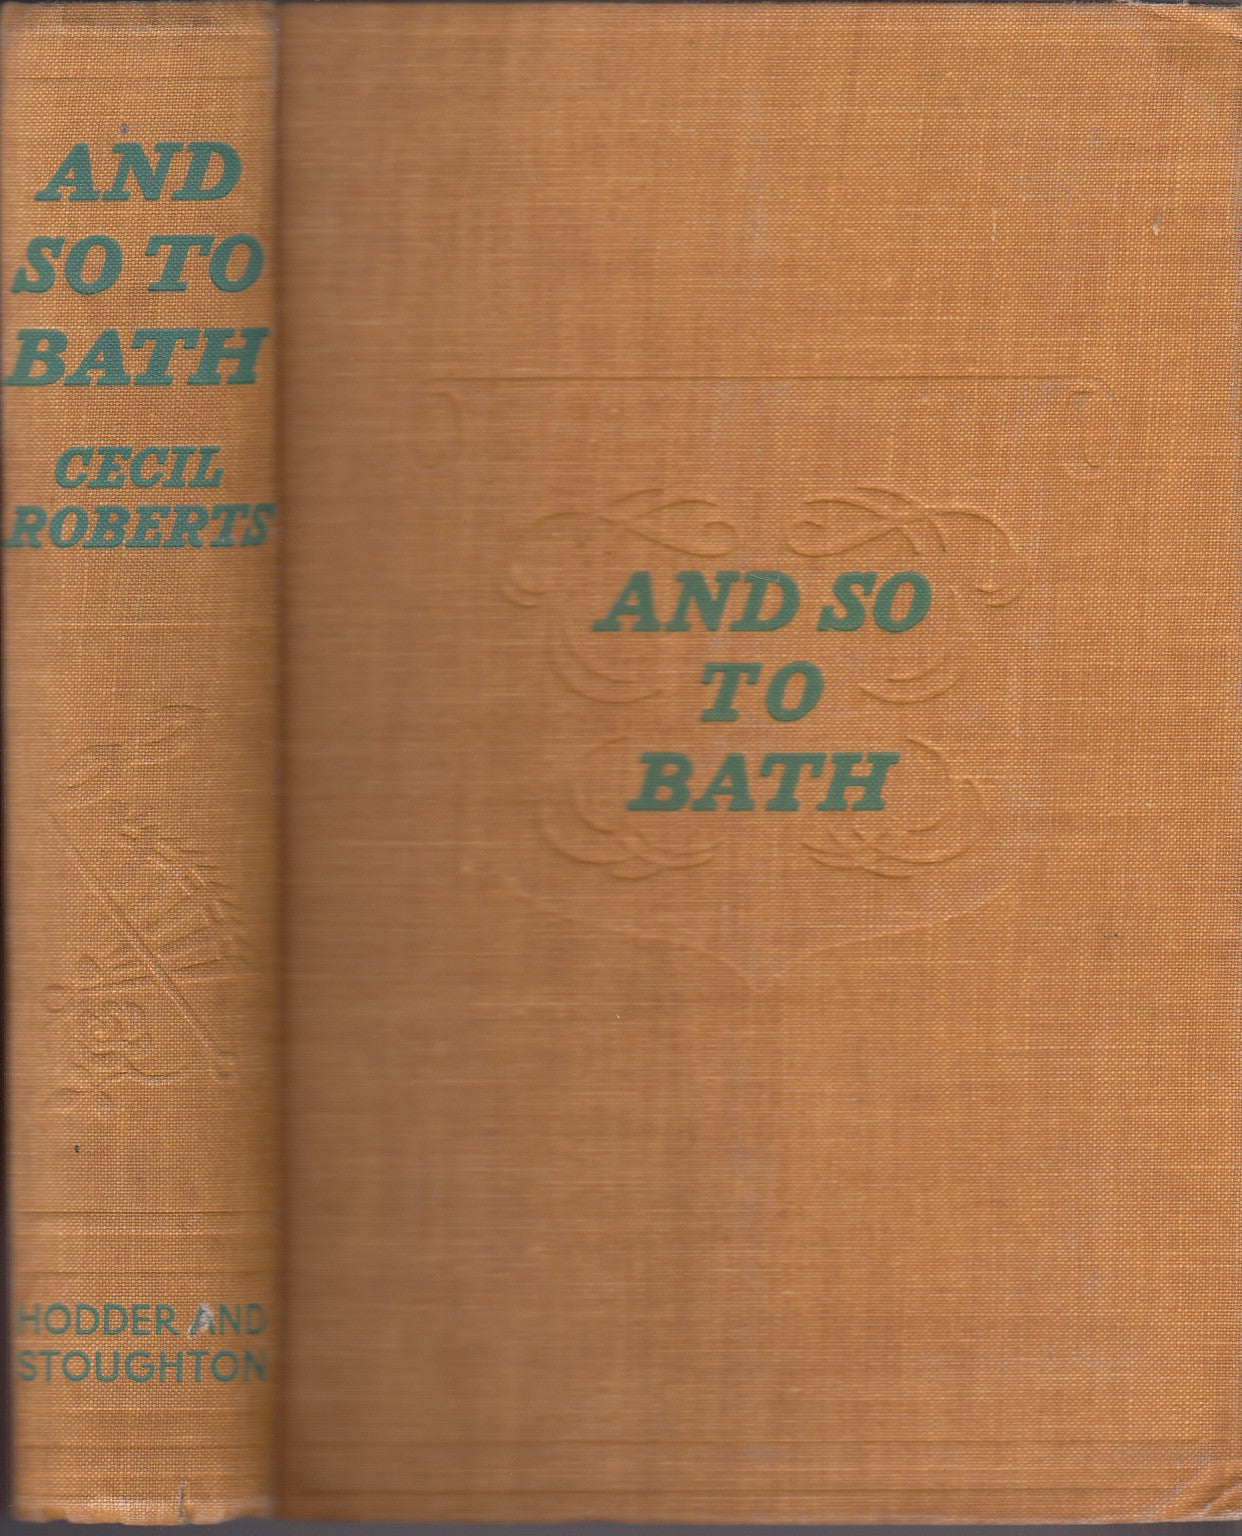 AND
SO TO
BATH
CECIL
ROBERTS
HODDER AND
STOUGHTON
AND SO
TO
BATH